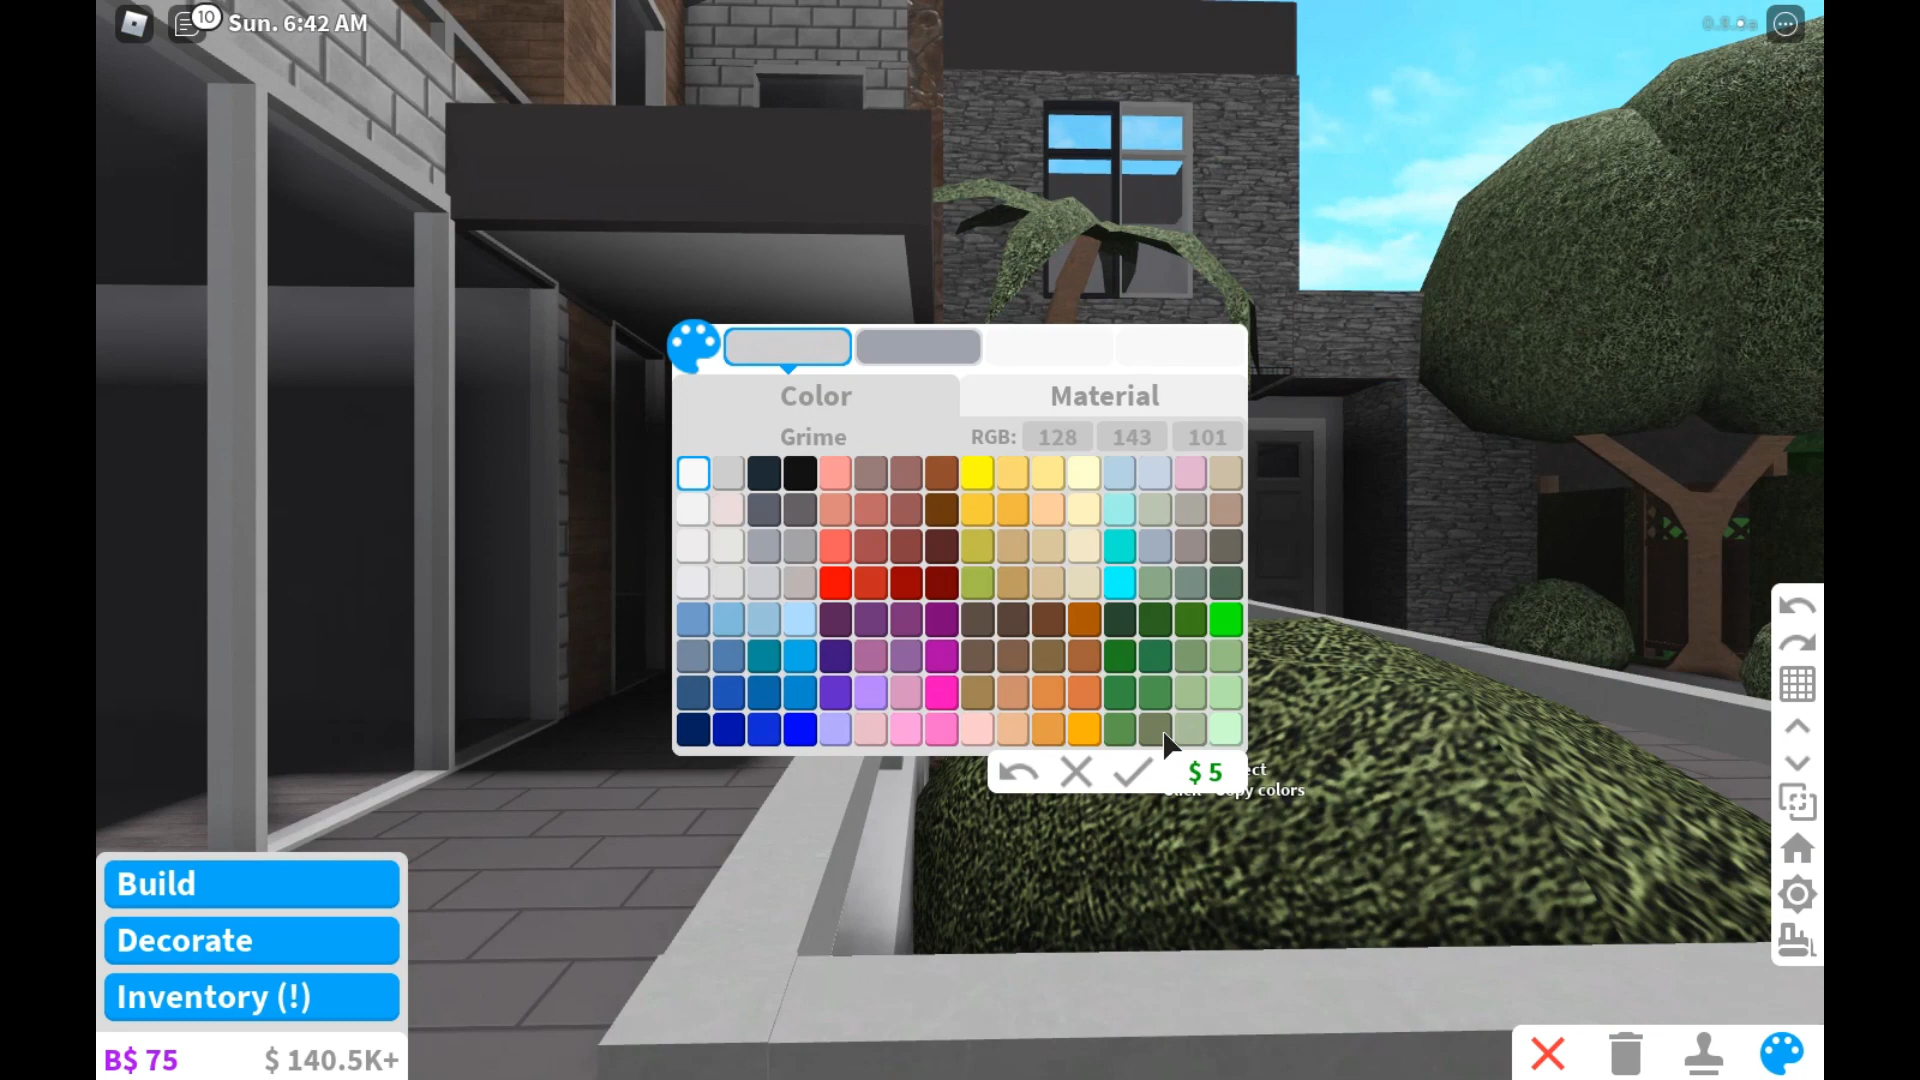 10
Sun. 6:42 AM
Color
Material
Grime
RGB: 128 143 101
$ 5
Build
Decorate
Inventory (!)
B$ 75
$ 140.5K+